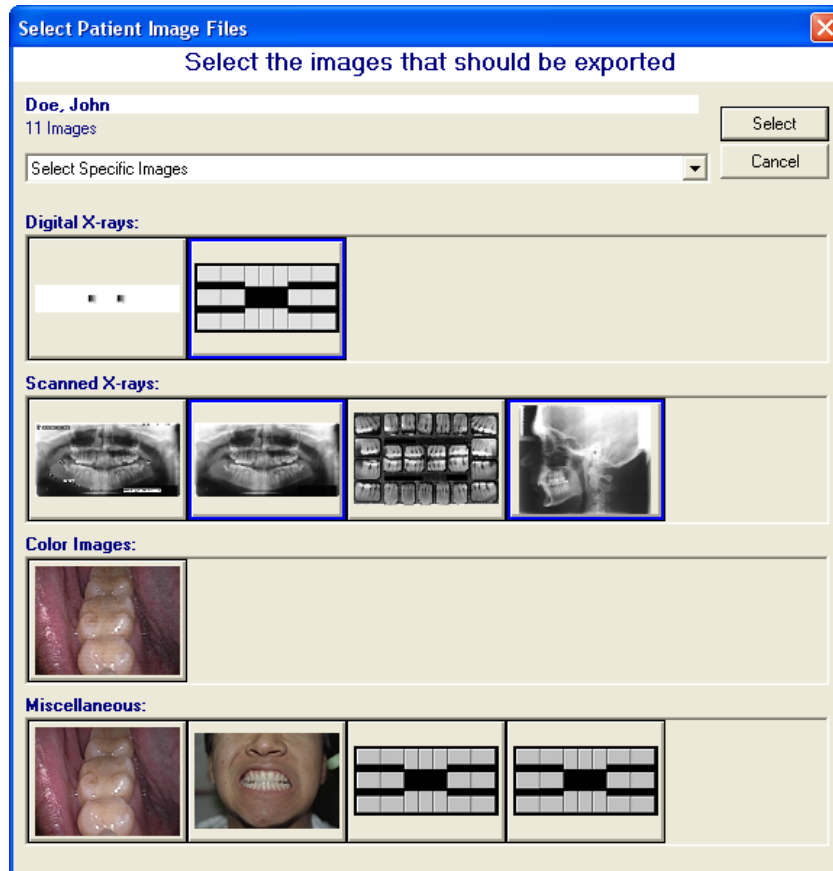 Select Patient Image Files
Select the images that should be exported
Doe, John
11 Images
Select
Select Specific Images
Cancel
Digital X-rays:
Scanned X-rays:
Color Images:
Miscellaneous: